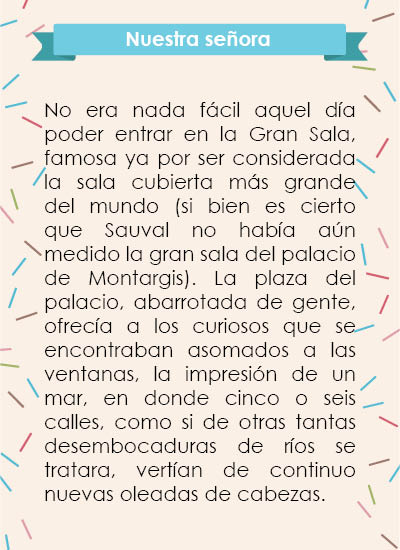 Nuestra señora
No era nada fácil aquel día
poder entrar en la Gran Sala,
famosa ya por ser considerada
la sala cubierta más grande
del mundo (si bien es cierto
que Sauval no había aún
medido la gran sala del palacio
de Montargis). La plaza del
palacio, abarrotada de gente,
ofrecía a los curiosos que se
encontraban asomados a las
ventanas, la impresión de un
mar, en donde cinco o seis
calles, como si de otras tantas
desembocaduras de ríos se
tratara, vertían de continuo
nuevas oleadas de cabezas.